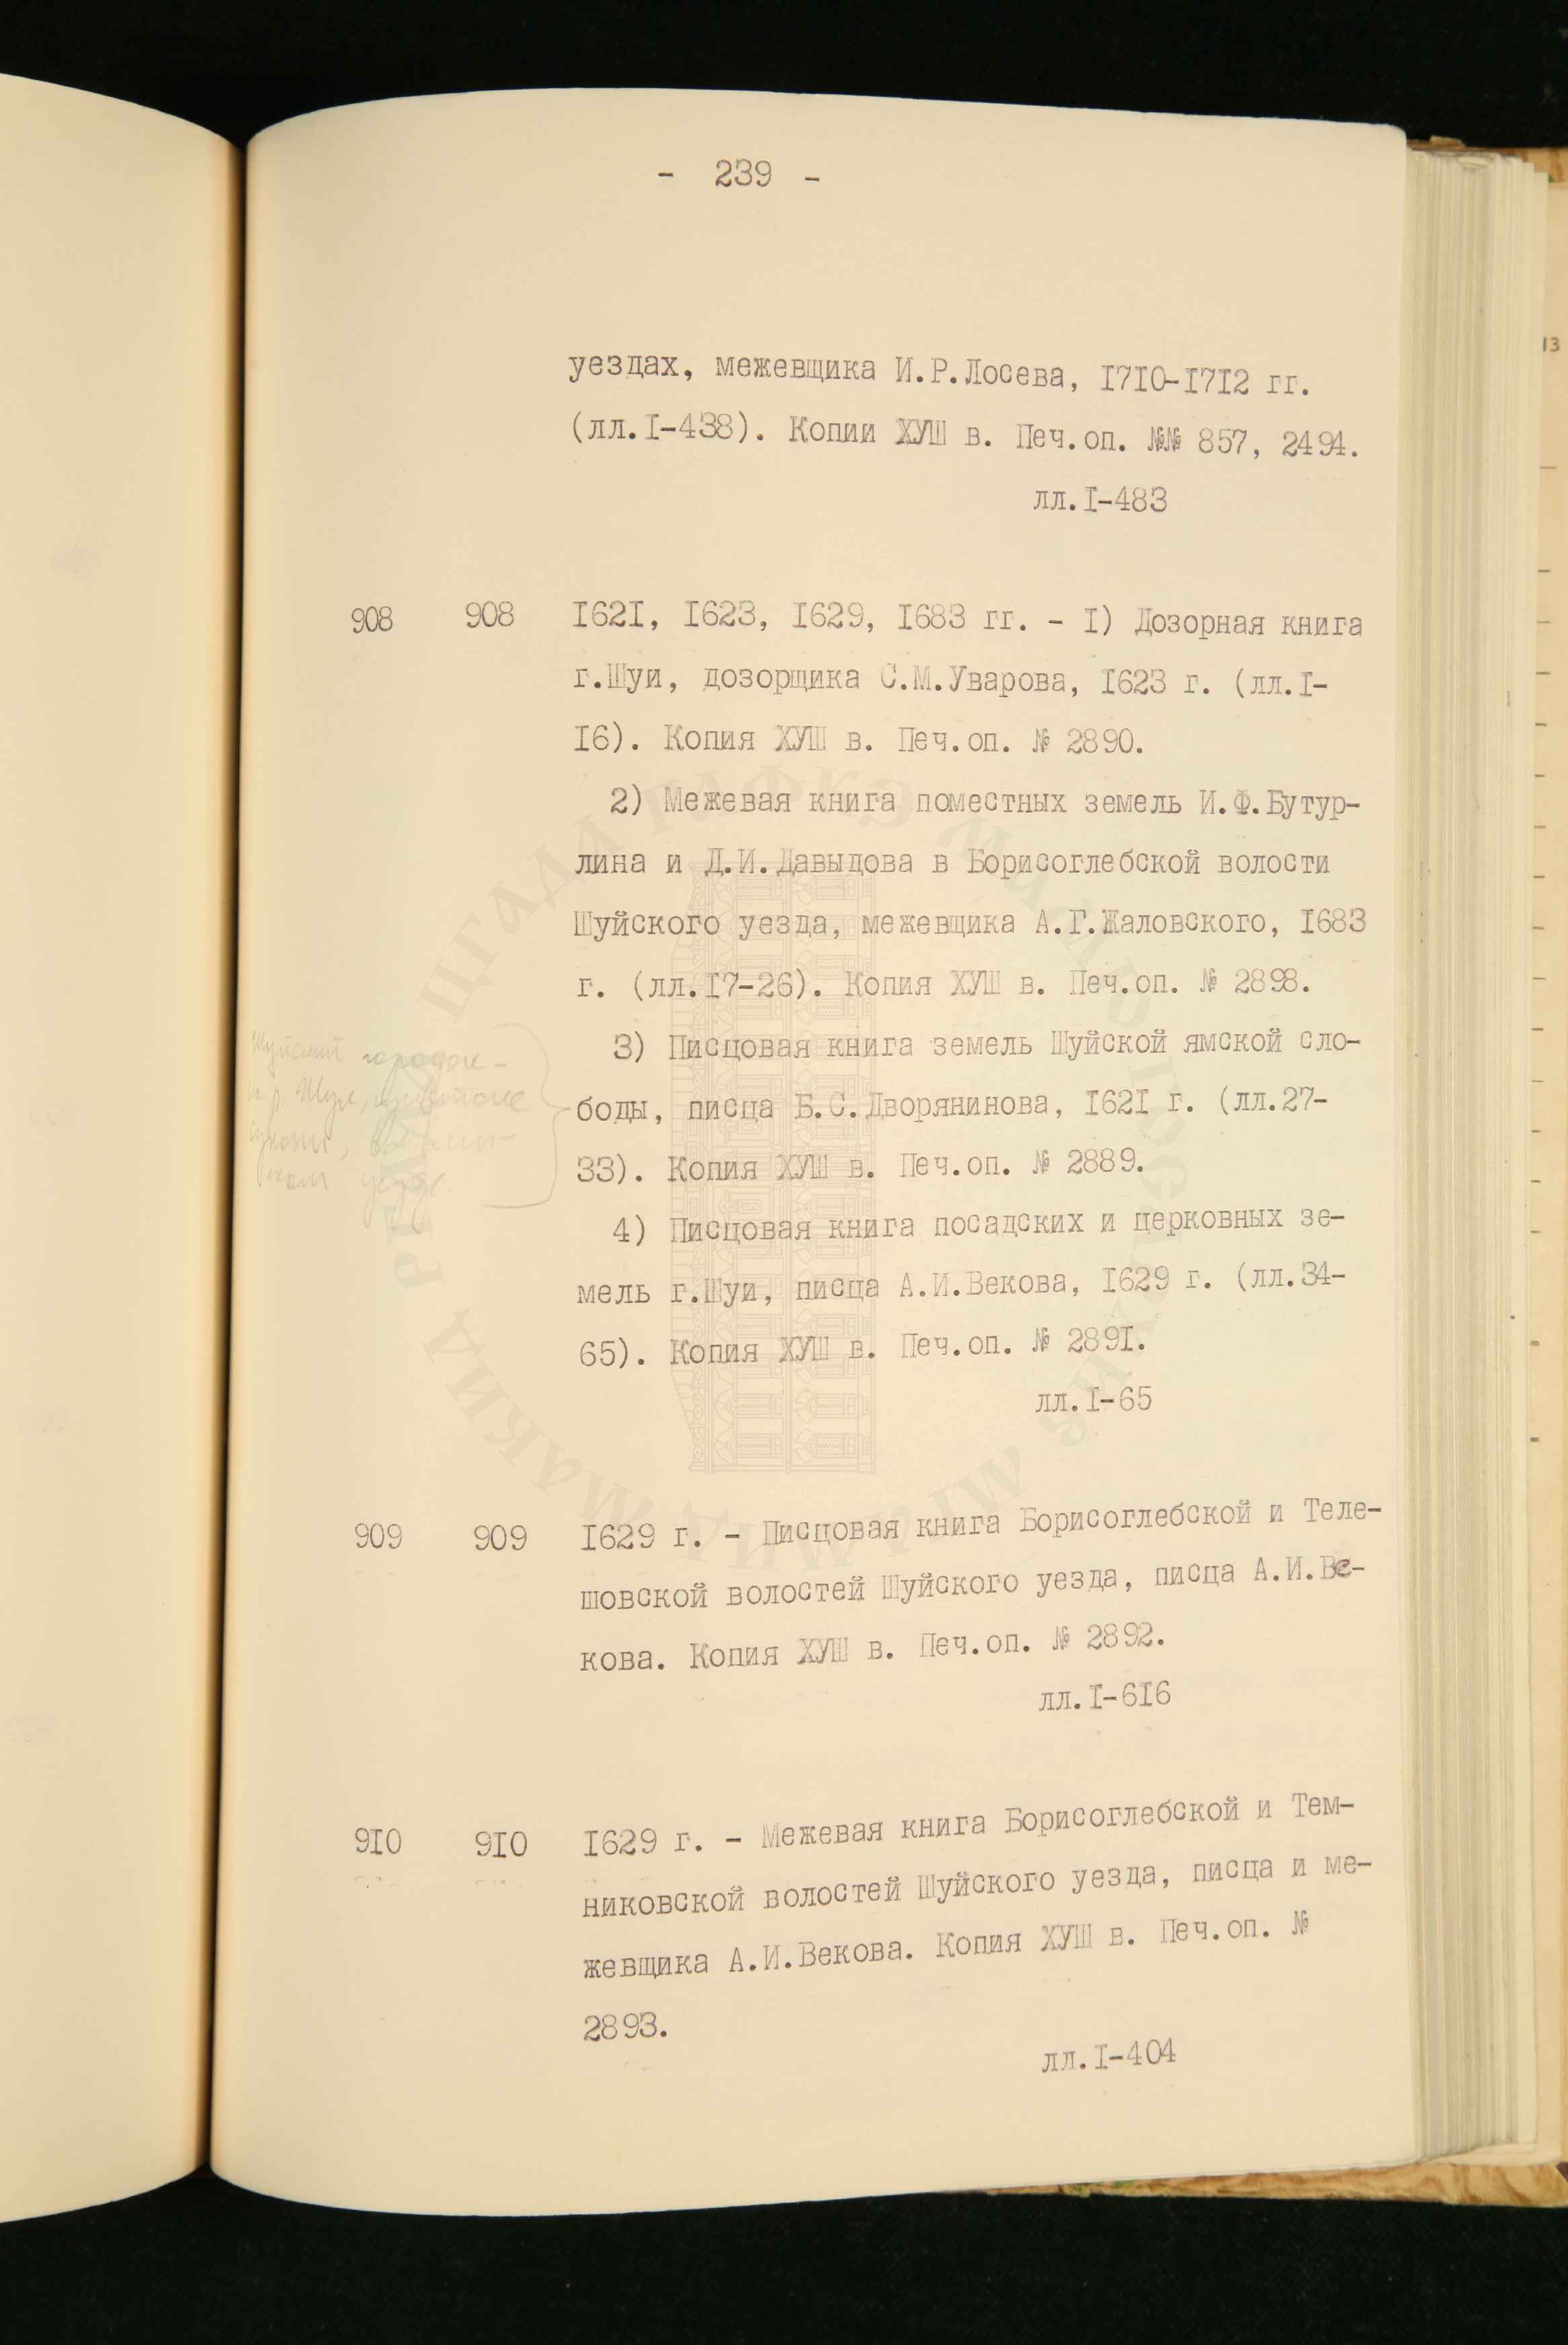 - 239 -
уездах, межевщика И.Р.Лосева, I7I0-I7I2 гг.
(лл.I-438). Копии ХУШ в. Печ.оп. №№ 857, 2494.
лл.I-483
908 908 I62I, I623, I629, I683 гг. - I) Дозорная книга
г.Шуи, дозорщика С.М.Уварова, I623 г. (лл.I-
I6). Копия ХУШ в. Печ.оп. № 2890.
2) Межевая книга поместных земель И.Ф.Бутур-
лина и Д.И.Давыдова в Борисоглебской волости
Шуйского уезда, межевщика А.Г.Жаловского, I683
г. (лл.I7-26). Копия ХУШ в. Печ.оп. № 2898.
3) Писцовая книга земель Шуйской ямской сло-
боды, писца Б.С.Дворянинова, I62I г. (лл.27-
33). Копия ХУШ в. Печ.оп. № 2889.
4) Писцовая книга посадских и церковных зе-
мель г.Шуи, писца А.И.Векова, I629 г. (лл.34-
65). Копия ХУШ в. Печ.оп. № 289I.
лл.I-65
909 909 I629 г. - Писцовая книга Борисоглебской и Теле-
шовской волостей Шуйского уезда, писца А.И.Ве-
кова. Копия ХУШ в. Печ.оп. № 2892.
лл.I-6I6
9I0 9I0 I629 г. - Межевая книга Борисоглебской и Тем-
никовской волостей Шуйского уезда, писца и ме-
жевщика А.И.Векова. Копия ХУШ в. Печ.оп. №
2893.
лл.I-404
Шуйский городок -
уезде
ЦГАДА
РГАДА
13